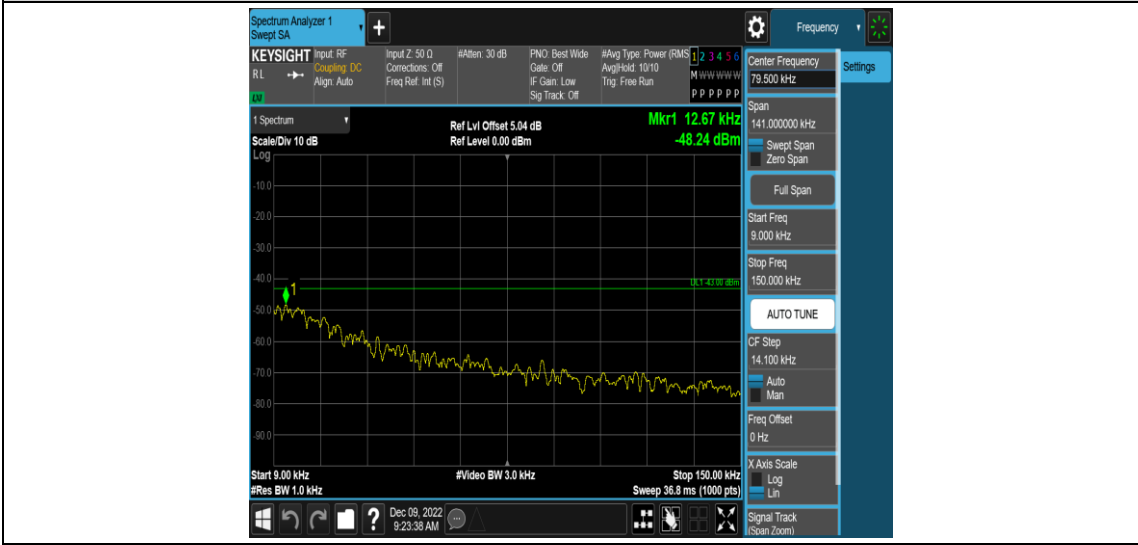 Spectrum Analyzer 1
Swept SA
+
Frequency
KEYSIGHT
RL
LM
Input: RF
Coupling: DC
Align: Auto
Input Z: 50 Ω
Corrections: Off
Freq Ref: Int (S)
#Atten: 30 dB
PNO: Best Wide
Gate: Off
IF Gain: Low
Sig Track: Off
#Avg Type: Power (RMS
Avg|Hold: 10/10
Trig: Free Run
1 2 3 4 5 6
M W W W W W
P P P P P P
1 Spectrum
Scale/Div 10 dB
Log
Ref Lvl Offset 5.04 dB
Ref Level 0.00 dBm
Mkr1 12.67 kHz
-48.24 dBm
-10.0
-20.0
-30.0
-40.0
DL1 -43.00 dBm
1
-50.0
-60.0
-70.0
-80.0
-90.0
Start 9.00 kHz
#Res BW 1.0 kHz
#Video BW 3.0 kHz
Stop 150.00 kHz
Sweep 36.8 ms (1000 pts)
?
Dec 09, 2022
9:23:38 AM
Center Frequency
79.500 kHz
Settings
Span
141.000000 kHz
Swept Span
Zero Span
Full Span
Start Freq
9.000 kHz
Stop Freq
150.000 kHz
AUTO TUNE
CF Step
14.100 kHz
Auto
Man
Freq Offset
0 Hz
X Axis Scale
Log
Lin
Signal Track
(Span Zoom)